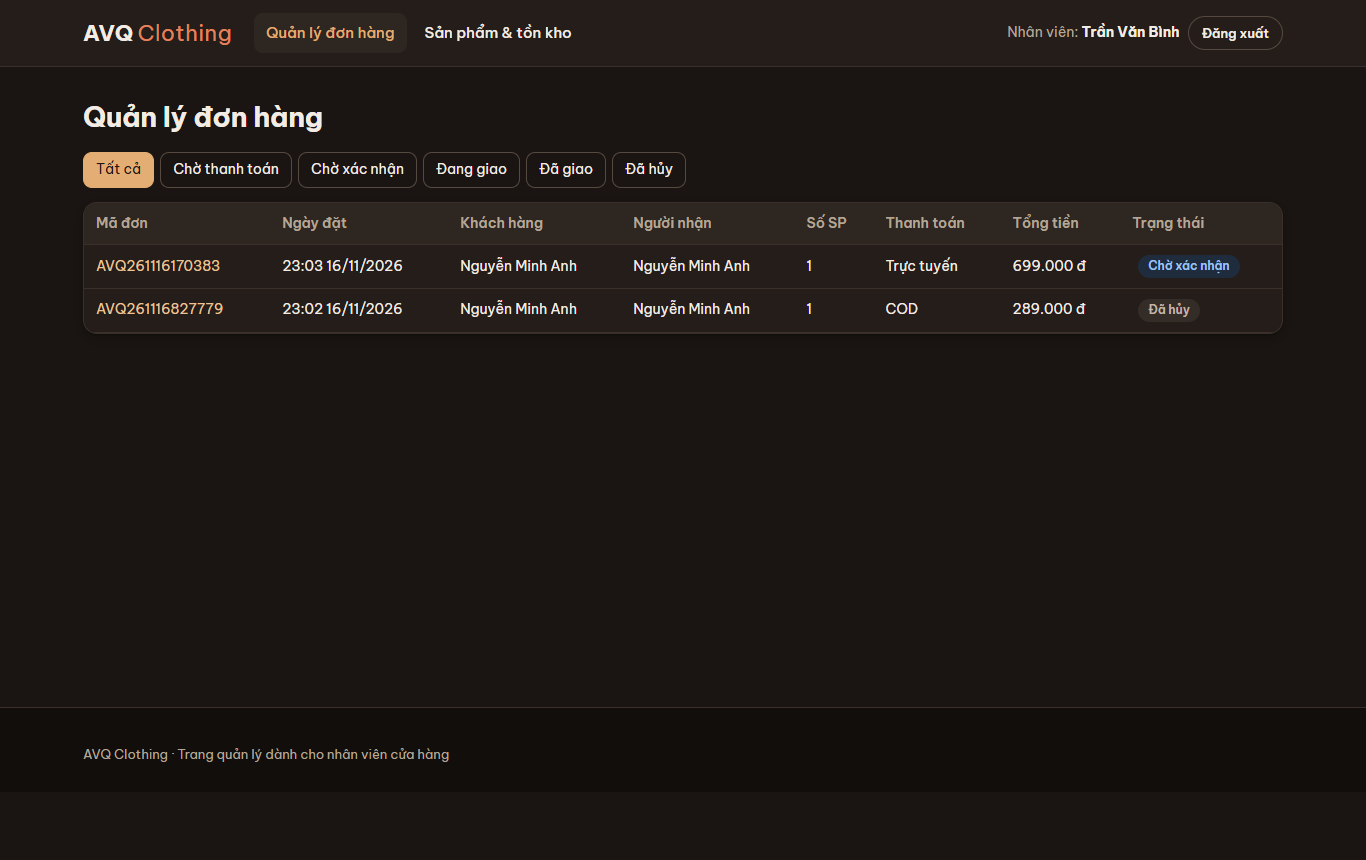 AVQ Clothing Quản lý đơn hàng Sản phẩm & tồn kho Nhân viên: Trần Văn Bình Đăng xuất
Quản lý đơn hàng
Tất cả Chờ thanh toán Chờ xác nhận Đang giao Đã giao Đã hủy
Mã đơn Ngày đặt Khách hàng Người nhận Số SP Thanh toán Tổng tiền Trạng thái
AVQ261116170383 23:03 16/11/2026 Nguyễn Minh Anh Nguyễn Minh Anh 1 Trực tuyến 699.000 đ Chờ xác nhận
AVQ261116827779 23:02 16/11/2026 Nguyễn Minh Anh Nguyễn Minh Anh 1 COD 289.000 đ Đã hủy
AVQ Clothing · Trang quản lý dành cho nhân viên cửa hàng